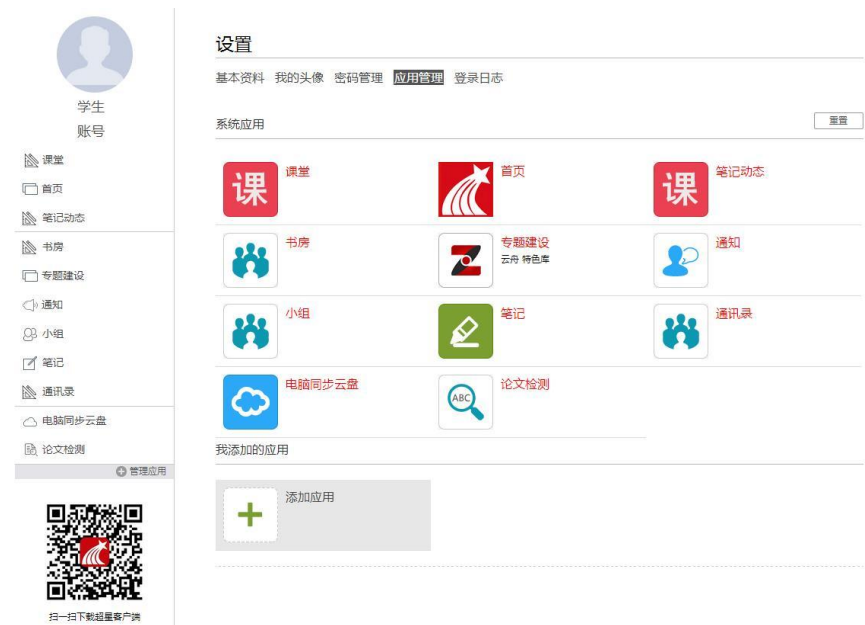 学生
账号
课堂
首页
笔记动态
书房
专题建设
通知
小组
笔记
通讯录
电脑同步云盘
论文检测
管理应用
扫一扫下载超星客户端
设置
基本资料 我的头像 密码管理 应用管理 登录日志
系统应用 重置
课 课堂 首页 课 笔记动态
书房 专题建设 通知
云舟 特色库
小组 笔记 通讯录
电脑同步云盘 ABC 论文检测
我添加的应用
添加应用